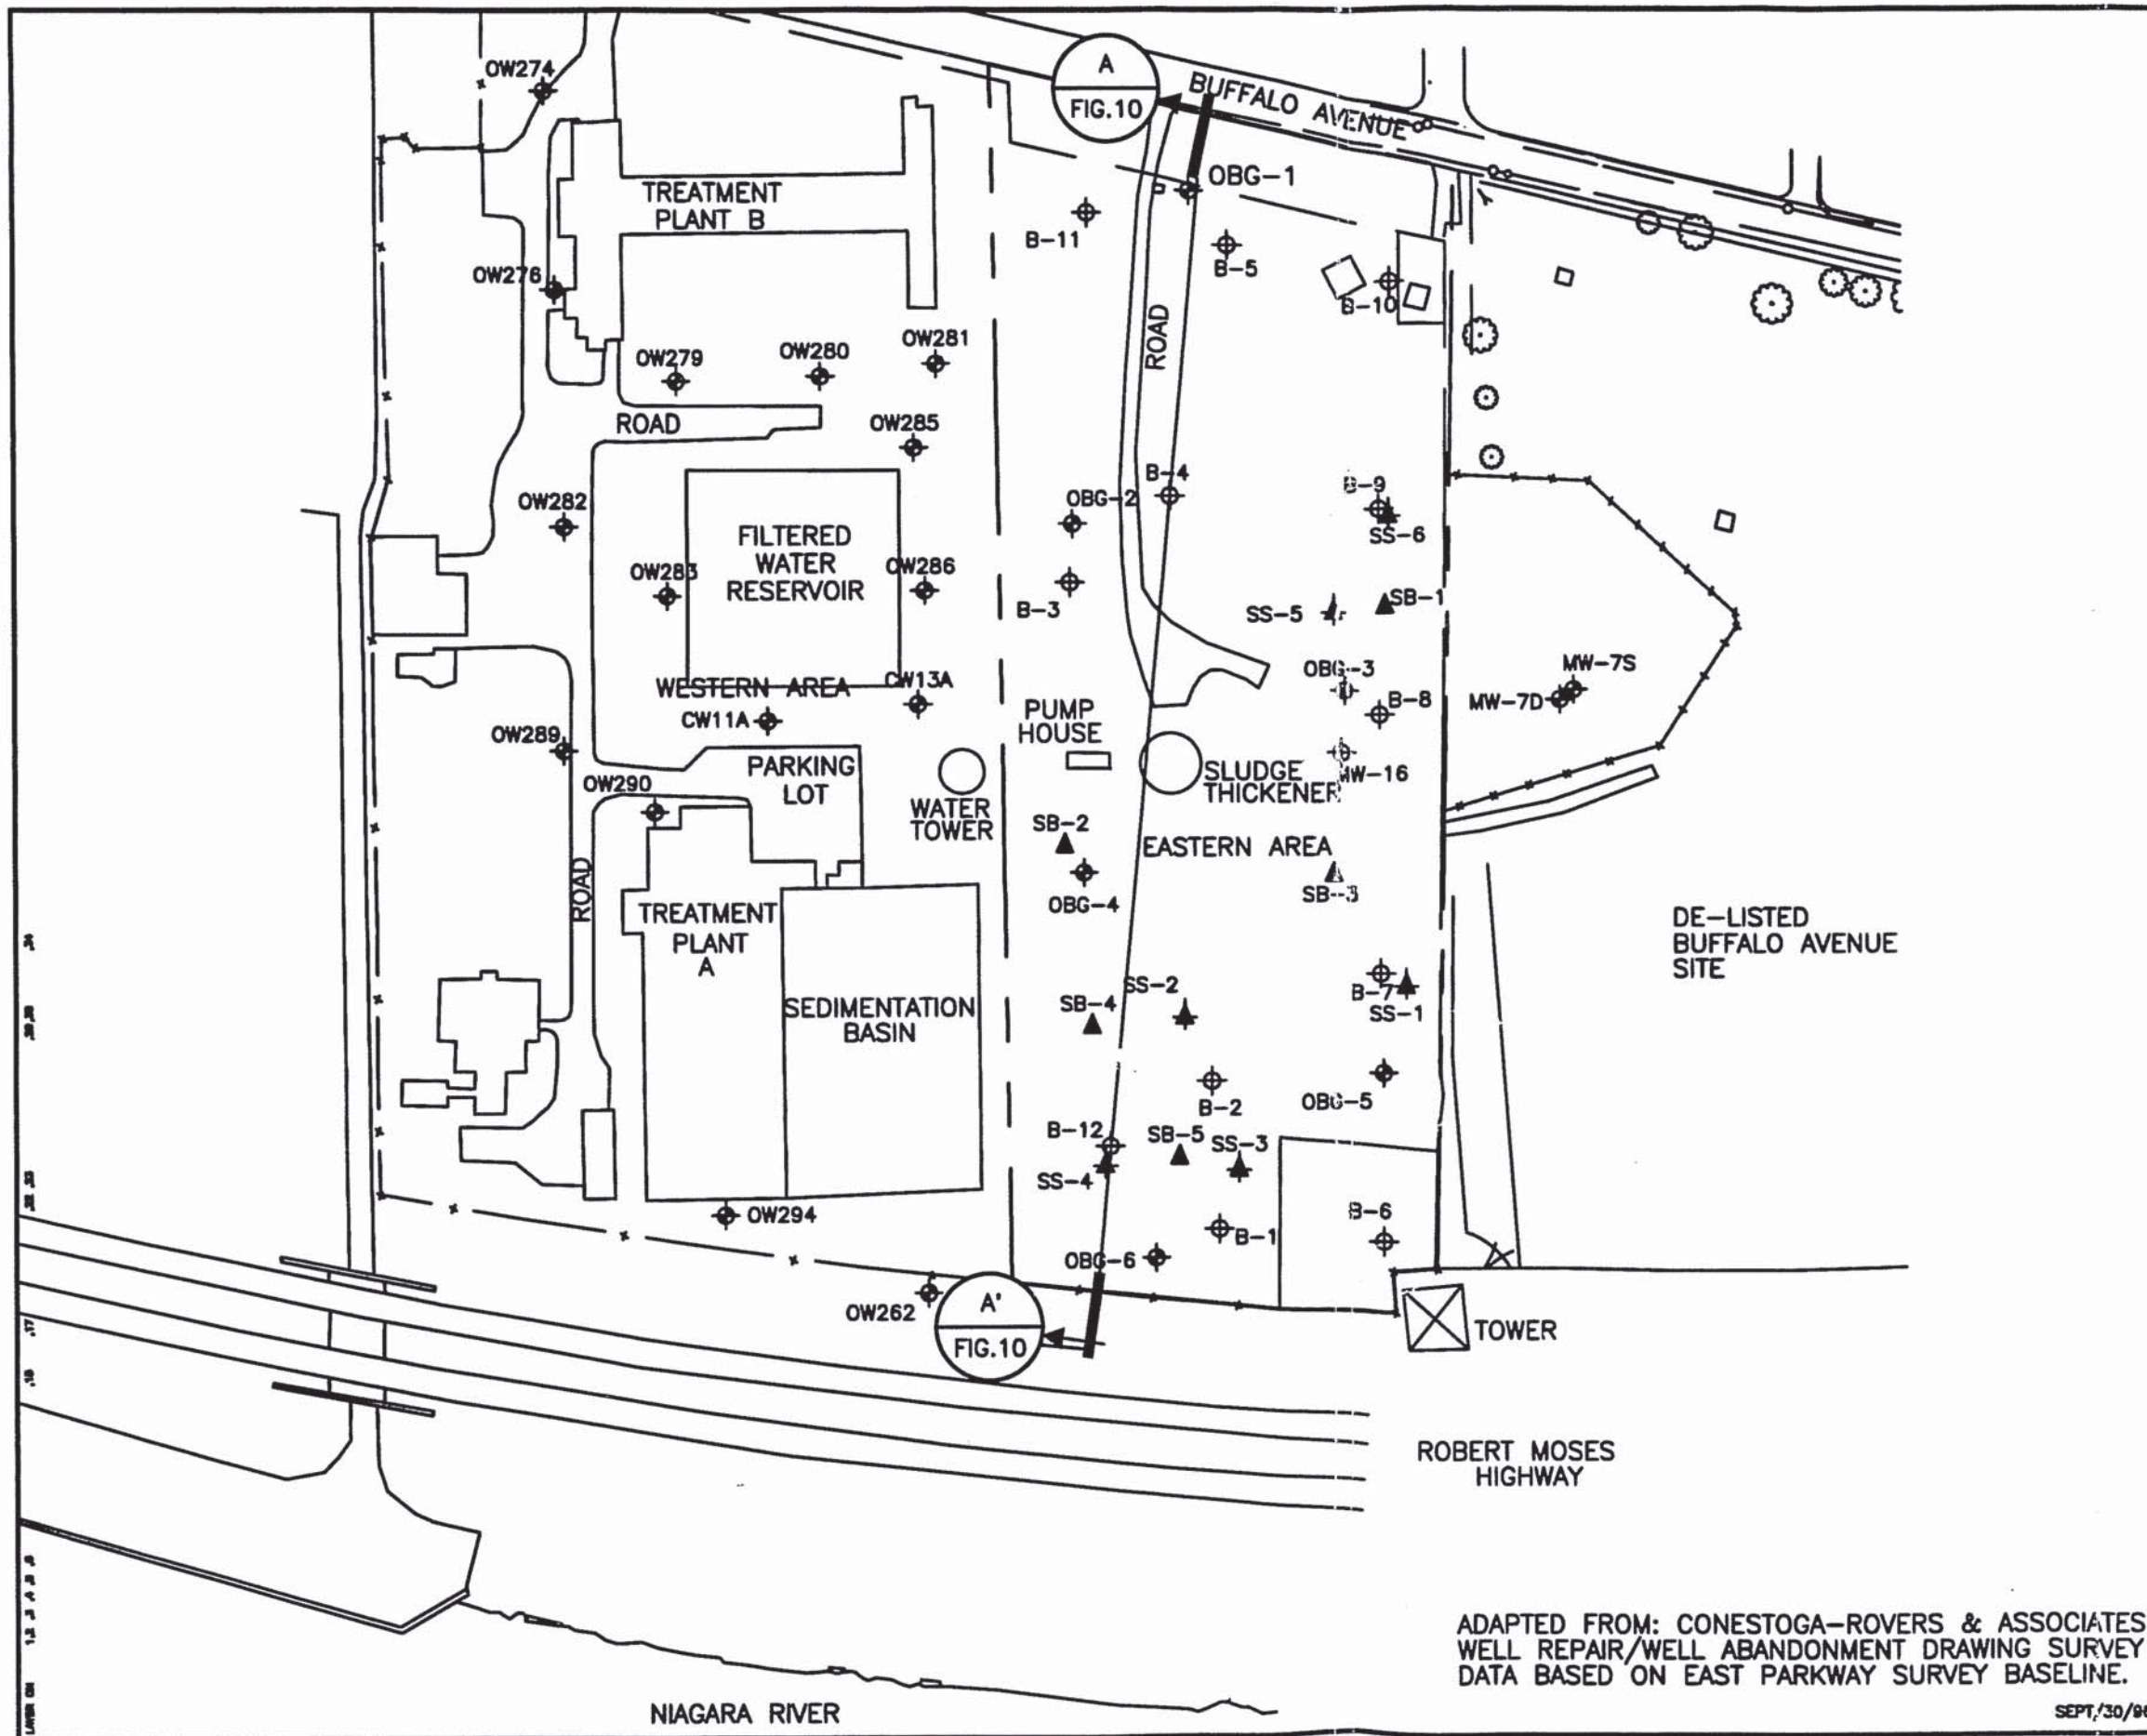 OW274
A
FIG.10
BUFFALO AVENUE
TREATMENT
PLANT B
OBG-1
B-11
B-5
OW276
B-10
OW279
OW280
OW281
ROAD
ROAD
OW285
B-4
B-9
OBG-2
SS-6
OW282
FILTERED
WATER
RESERVOIR
OW283
OW286
B-3
SS-5
SB-1
OBG-3
MW-7S
MW-7D
B-8
WESTERN AREA
CW13A
CW11A
PUMP
HOUSE
OW289
PARKING
LOT
SLUDGE
THICKENER
MW-16
OW290
WATER
TOWER
SB-2
EASTERN AREA
ROAD
SB-3
OBG-4
TREATMENT
PLANT
A
DE-LISTED
BUFFALO AVENUE
SITE
SS-2
B-7
SS-1
SB-4
SEDIMENTATION
BASIN
B-2
OBG-5
B-12
SB-5
SS-3
SS-4
B-6
OW294
B-1
OBG-6
OW262
A'
FIG.10
TOWER
ROBERT MOSES
HIGHWAY
ADAPTED FROM: CONESTOGA-ROVERS & ASSOCIATES
WELL REPAIR/WELL ABANDONMENT DRAWING SURVEY
DATA BASED ON EAST PARKWAY SURVEY BASELINE.
NIAGARA RIVER